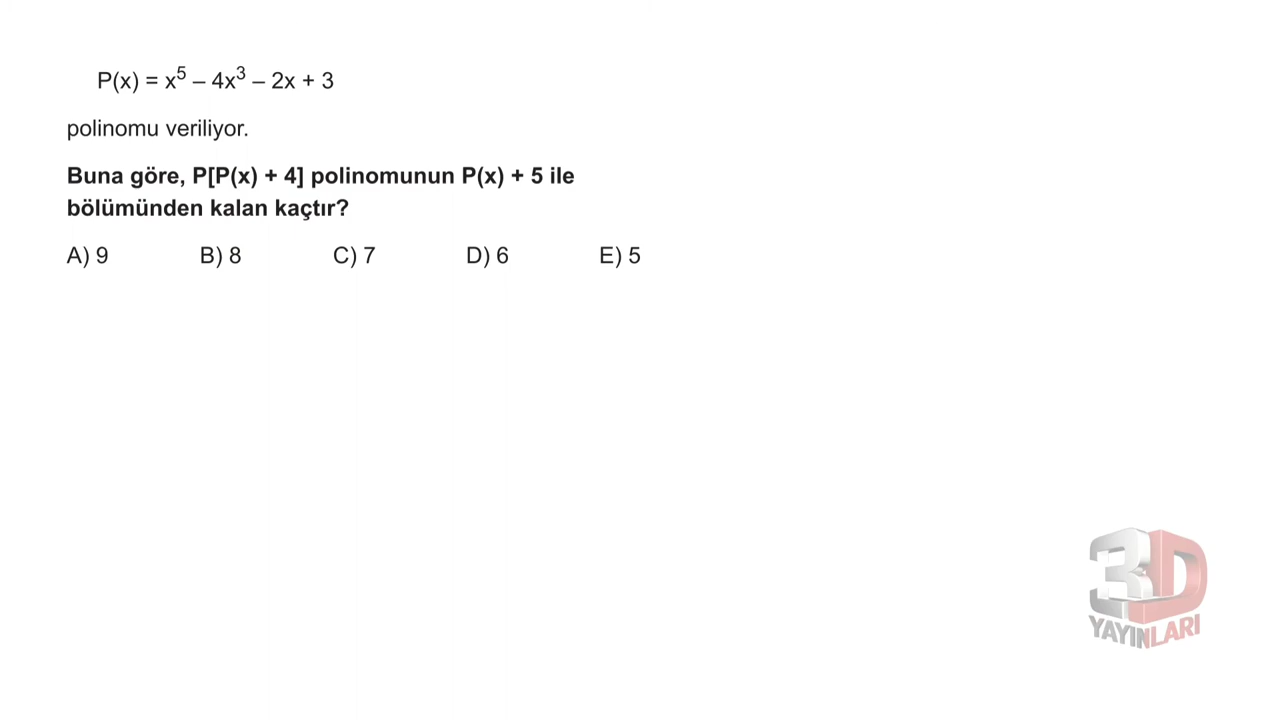 P(x) = x⁵ – 4x³ – 2x + 3
polinomu veriliyor.
Buna göre, P[P(x) + 4] polinomunun P(x) + 5 ile
bölümünden kalan kaçtır?
A) 9 B) 8 C) 7 D) 6 E) 5
3D
YAYINLARI